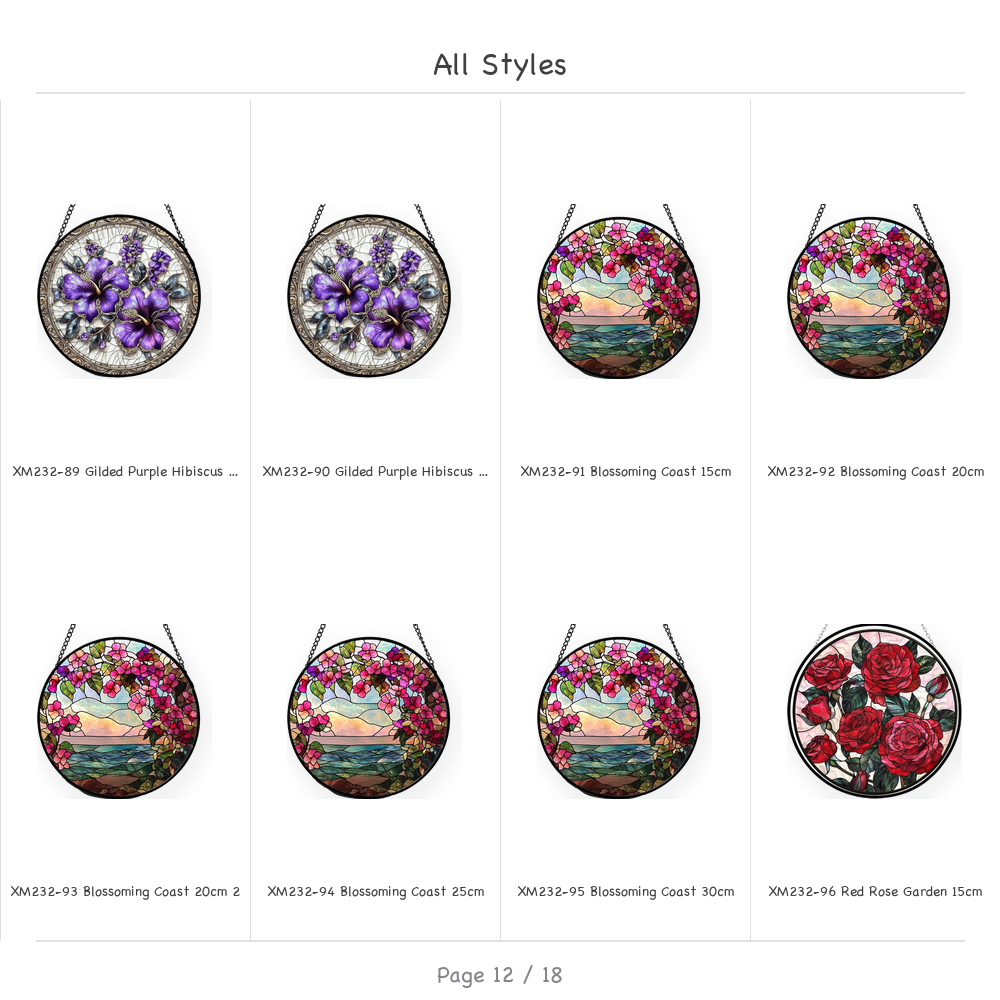 All Styles
XM232-89 Gilded Purple Hibiscus ...
XM232-90 Gilded Purple Hibiscus ...
XM232-91 Blossoming Coast 15cm
XM232-92 Blossoming Coast 20cm
XM232-93 Blossoming Coast 20cm 2
XM232-94 Blossoming Coast 25cm
XM232-95 Blossoming Coast 30cm
XM232-96 Red Rose Garden 15cm
Page 12 / 18